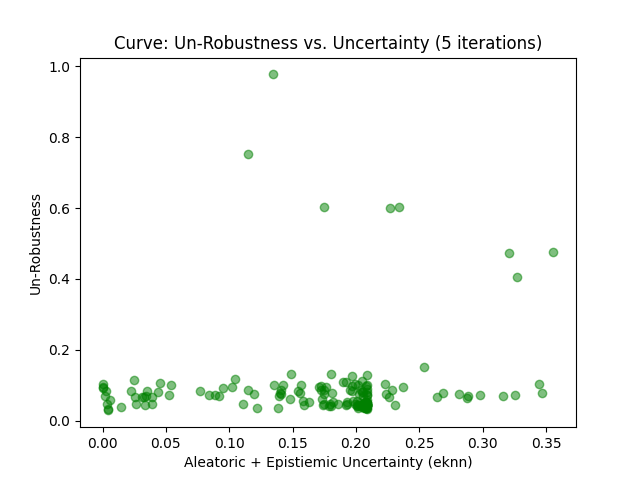 Curve: Un-Robustness vs. Uncertainty (5 iterations)
1.0
0.8
0.6
0.4
0.2
0.0
Un-Robustness
0.00 0.05 0.10 0.15 0.20 0.25 0.30 0.35
Aleatoric + Epistiemic Uncertainty (eknn)